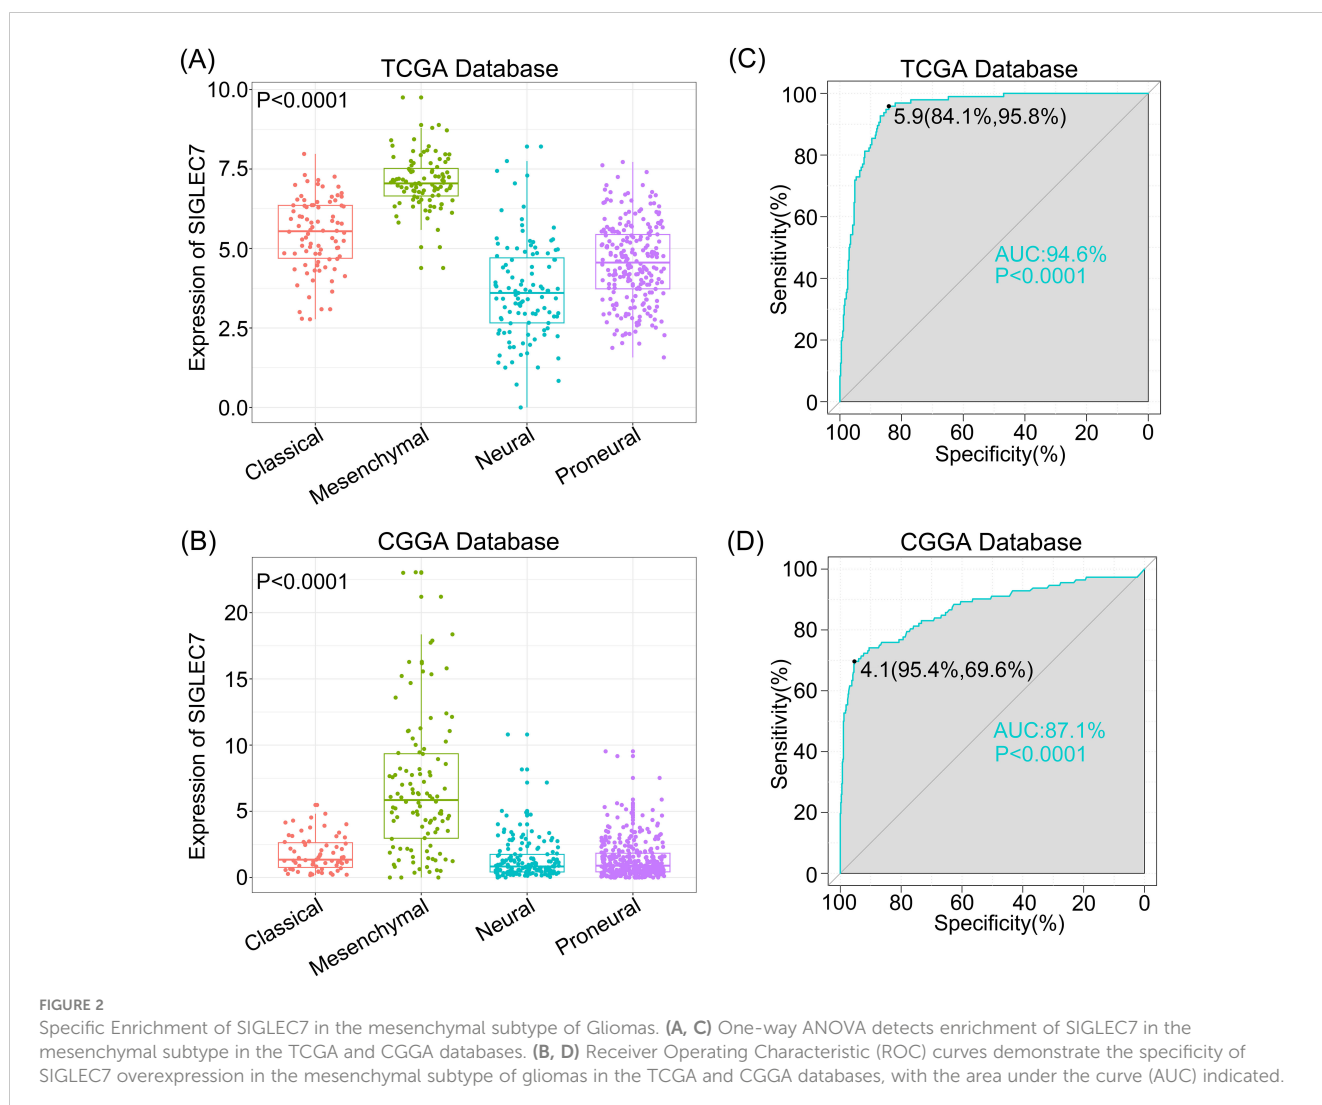 (A)
TCGA Database
P<0.0001
Expression of SIGLEC7
10.0
7.5
5.0
2.5
0.0
Classical
Mesenchymal
Neural
Proneural
(C)
TCGA Database
Sensitivity(%)
100
80
60
40
20
0
5.9(84.1%,95.8%)
AUC:94.6%
P<0.0001
100 80 60 40 20 0
Specificity(%)
(B)
CGGA Database
P<0.0001
Expression of SIGLEC7
20
15
10
5
0
Classical
Mesenchymal
Neural
Proneural
(D)
CGGA Database
Sensitivity(%)
100
80
60
40
20
0
4.1(95.4%,69.6%)
AUC:87.1%
P<0.0001
100 80 60 40 20 0
Specificity(%)
FIGURE 2
Specific Enrichment of SIGLEC7 in the mesenchymal subtype of Gliomas. (A, C) One-way ANOVA detects enrichment of SIGLEC7 in the
mesenchymal subtype in the TCGA and CGGA databases. (B, D) Receiver Operating Characteristic (ROC) curves demonstrate the specificity of
SIGLEC7 overexpression in the mesenchymal subtype of gliomas in the TCGA and CGGA databases, with the area under the curve (AUC) indicated.